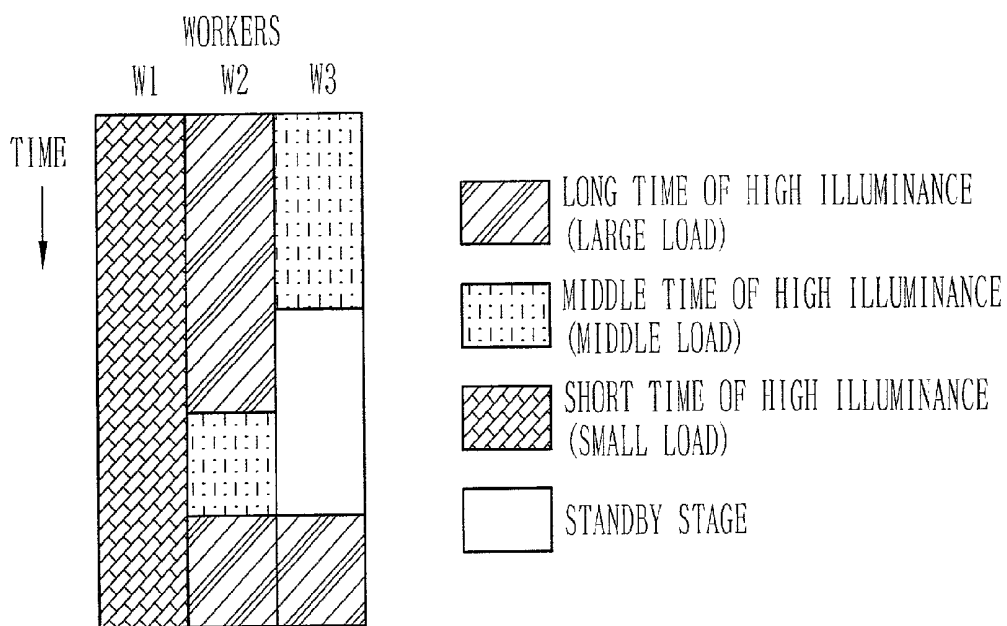 WORKERS
W1 W2 W3
TIME
LONG TIME OF HIGH ILLUMINANCE
(LARGE LOAD)
MIDDLE TIME OF HIGH ILLUMINANCE
(MIDDLE LOAD)
SHORT TIME OF HIGH ILLUMINANCE
(SMALL LOAD)
STANDBY STAGE